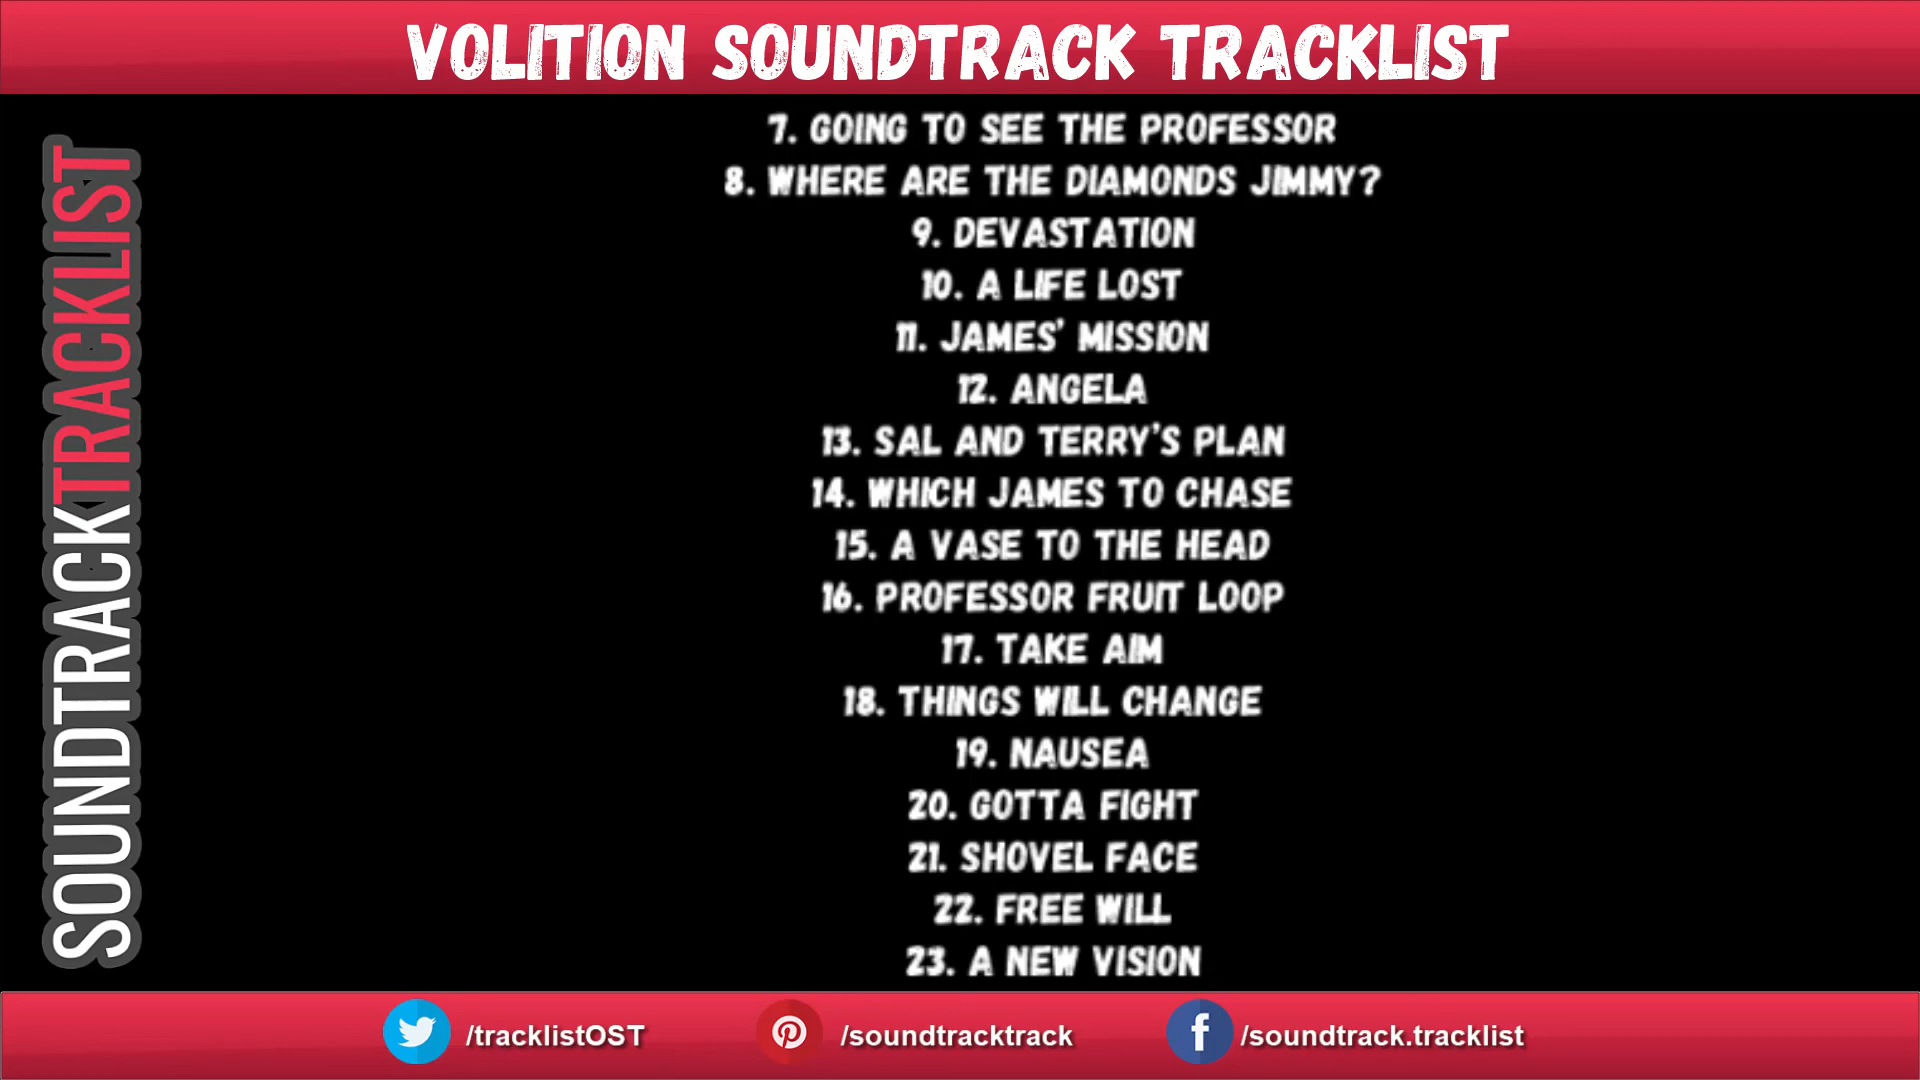 VOLITION SOUNDTRACK TRACKLIST
SOUNDTRACKTRACKLIST
7. GOING TO SEE THE PROFESSOR
8. WHERE ARE THE DIAMONDS JIMMY?
9. DEVASTATION
10. A LIFE LOST
11. JAMES' MISSION
12. ANGELA
13. SAL AND TERRY'S PLAN
14. WHICH JAMES TO CHASE
15. A VASE TO THE HEAD
16. PROFESSOR FRUIT LOOP
17. TAKE AIM
18. THINGS WILL CHANGE
19. NAUSEA
20. GOTTA FIGHT
21. SHOVEL FACE
22. FREE WILL
23. A NEW VISION
/tracklistOST /soundtracktrack /soundtrack.tracklist